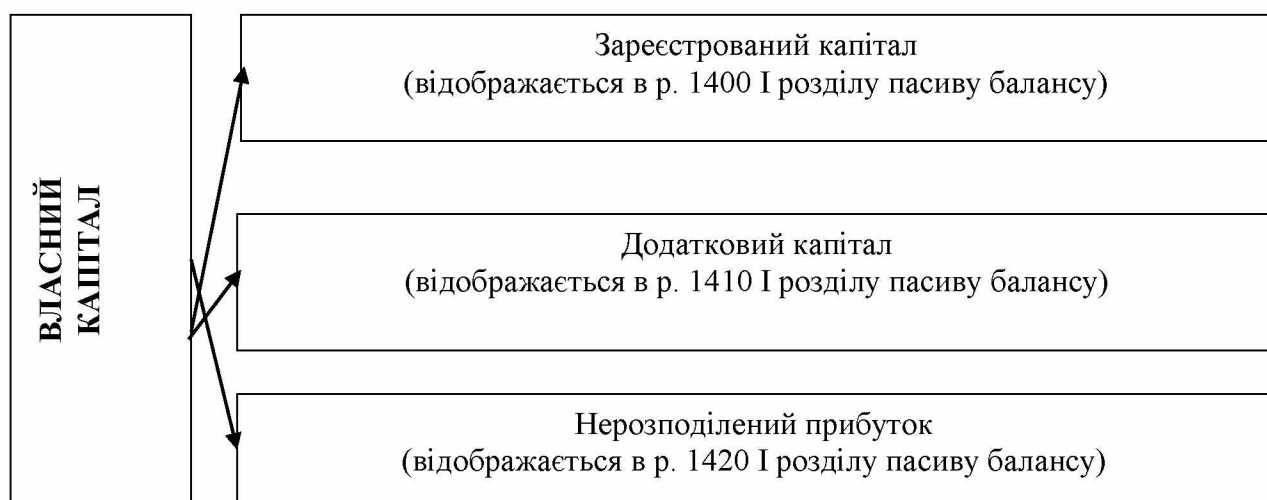 ВЛАСНИЙ
КАПІТАЛ
Зареєстрований капітал
(відображається в р. 1400 І розділу пасиву балансу)
Додатковий капітал
(відображається в р. 1410 І розділу пасиву балансу)
Нерозподілений прибуток
(відображається в р. 1420 І розділу пасиву балансу)